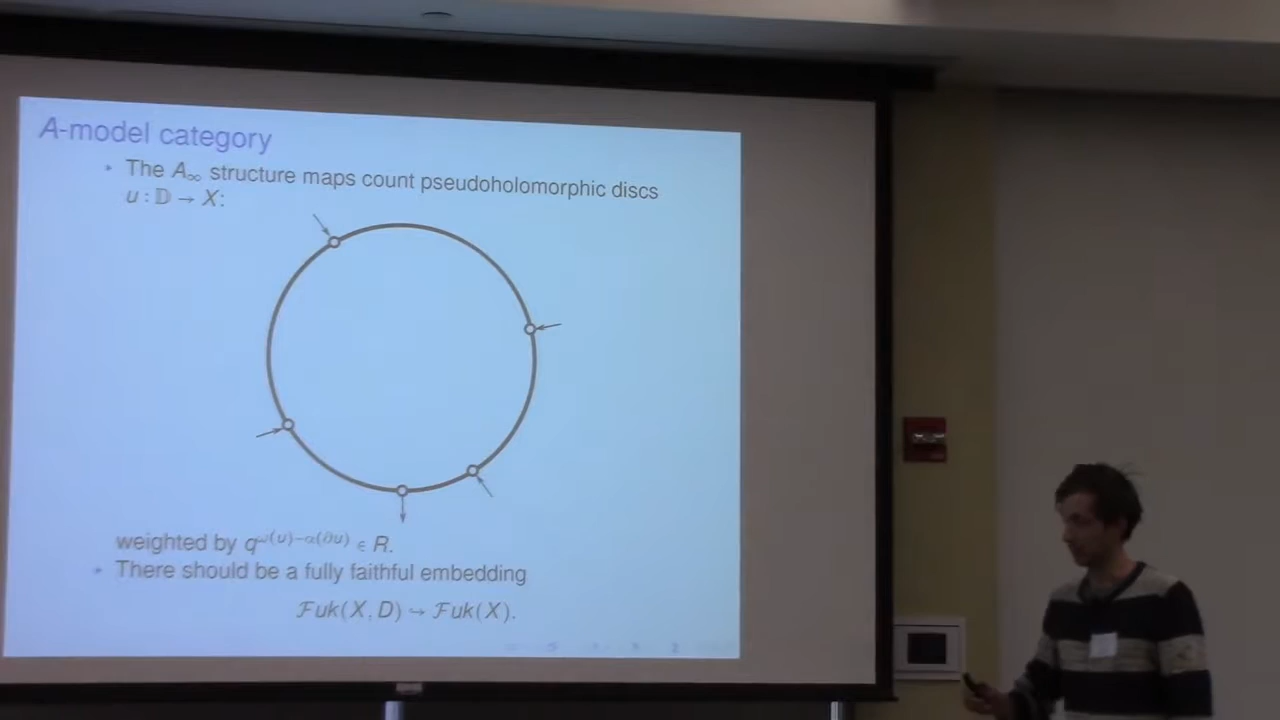 A-model category
The A∞ structure maps count pseudoholomorphic discs
u : 𝔻 → X:
weighted by q^{ω(u)−α(∂u)} ∈ R.
There should be a fully faithful embedding
ℱuk(X, D) ↪ ℱuk(X).